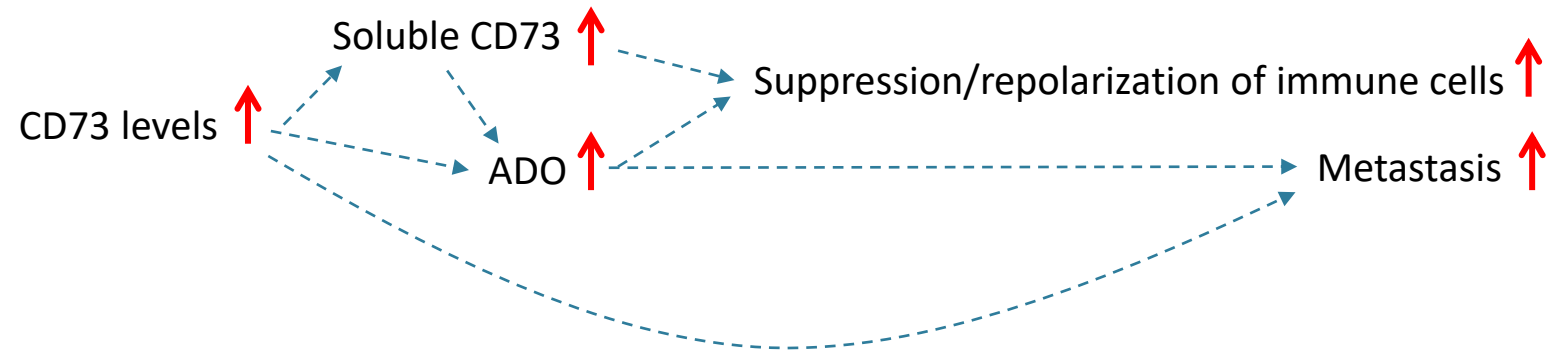 Soluble CD73
Suppression/repolarization of immune cells
CD73 levels
ADO
Metastasis